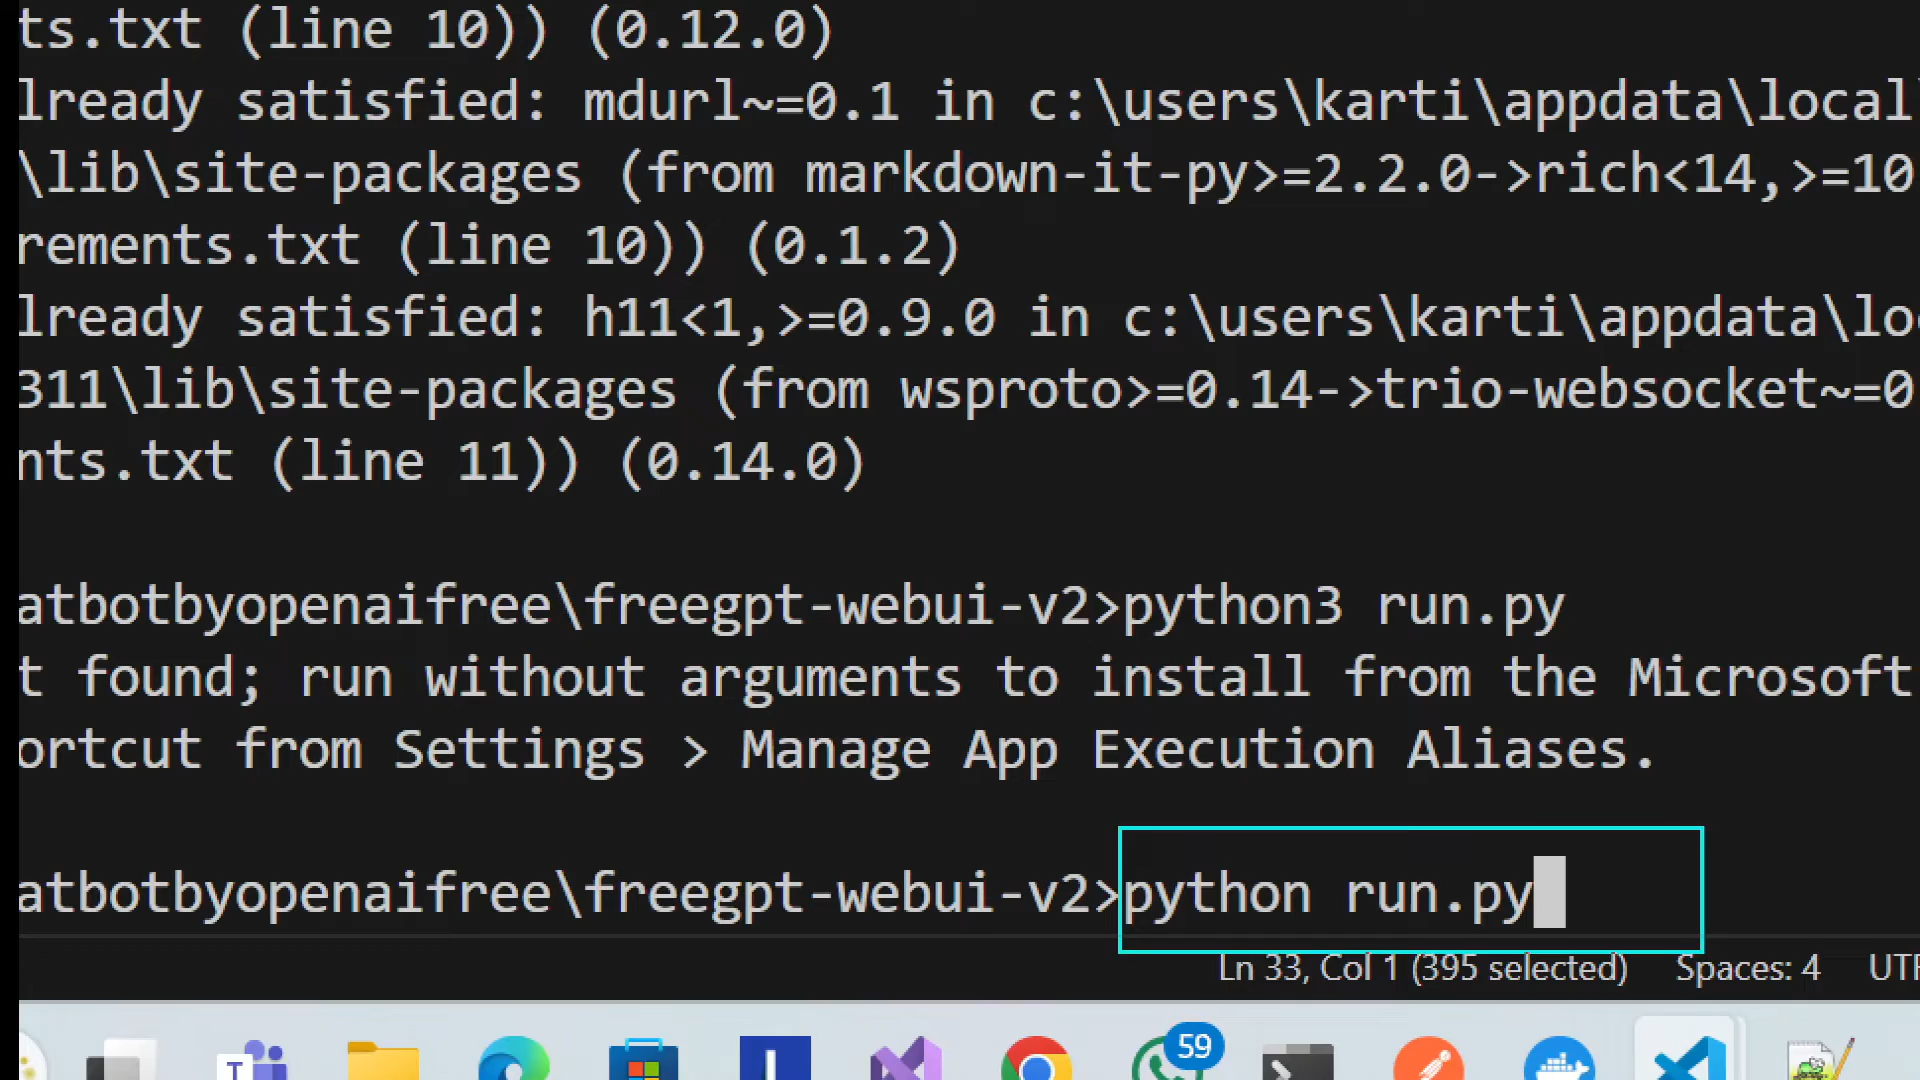 ts.txt (line 10)) (0.12.0)
lready satisfied: mdurl~=0.1 in c:\users\karti\appdata\local
\lib\site-packages (from markdown-it-py>=2.2.0->rich<14,>=10
rements.txt (line 10)) (0.1.2)
lready satisfied: h11<1,>=0.9.0 in c:\users\karti\appdata\lo
311\lib\site-packages (from wsproto>=0.14->trio-websocket~=0
nts.txt (line 11)) (0.14.0)
atbotbyopenaifree\freegpt-webui-v2>python3 run.py
t found; run without arguments to install from the Microsoft
ortcut from Settings > Manage App Execution Aliases.
atbotbyopenaifree\freegpt-webui-v2>python run.py
Ln 33, Col 1 (395 selected) Spaces: 4 UTF
T 59